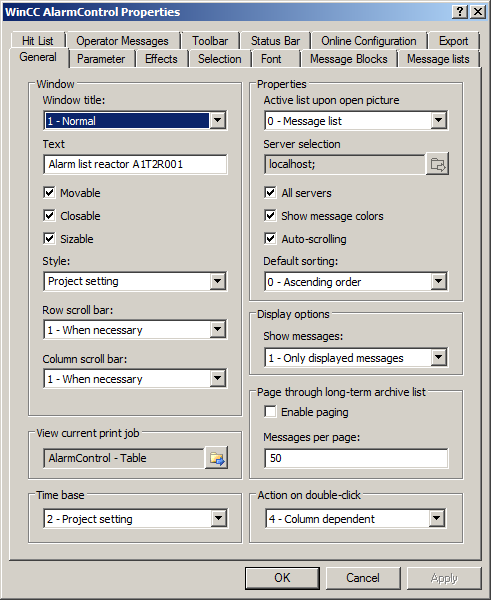 WinCC AlarmControl Properties
Hit List
Operator Messages
Toolbar
Status Bar
Online Configuration
Export
General
Parameter
Effects
Selection
Font
Message Blocks
Message lists
Window
Window title:
1 - Normal
Text
Alarm list reactor A1T2R001
Movable
Closable
Sizable
Style:
Project setting
Row scroll bar:
1 - When necessary
Column scroll bar:
1 - When necessary
View current print job
AlarmControl - Table
Time base
2 - Project setting
Properties
Active list upon open picture
0 - Message list
Server selection
localhost;
All servers
Show message colors
Auto-scrolling
Default sorting:
0 - Ascending order
Display options
Show messages:
1 - Only displayed messages
Page through long-term archive list
Enable paging
Messages per page:
50
Action on double-click
4 - Column dependent
OK
Cancel
Apply